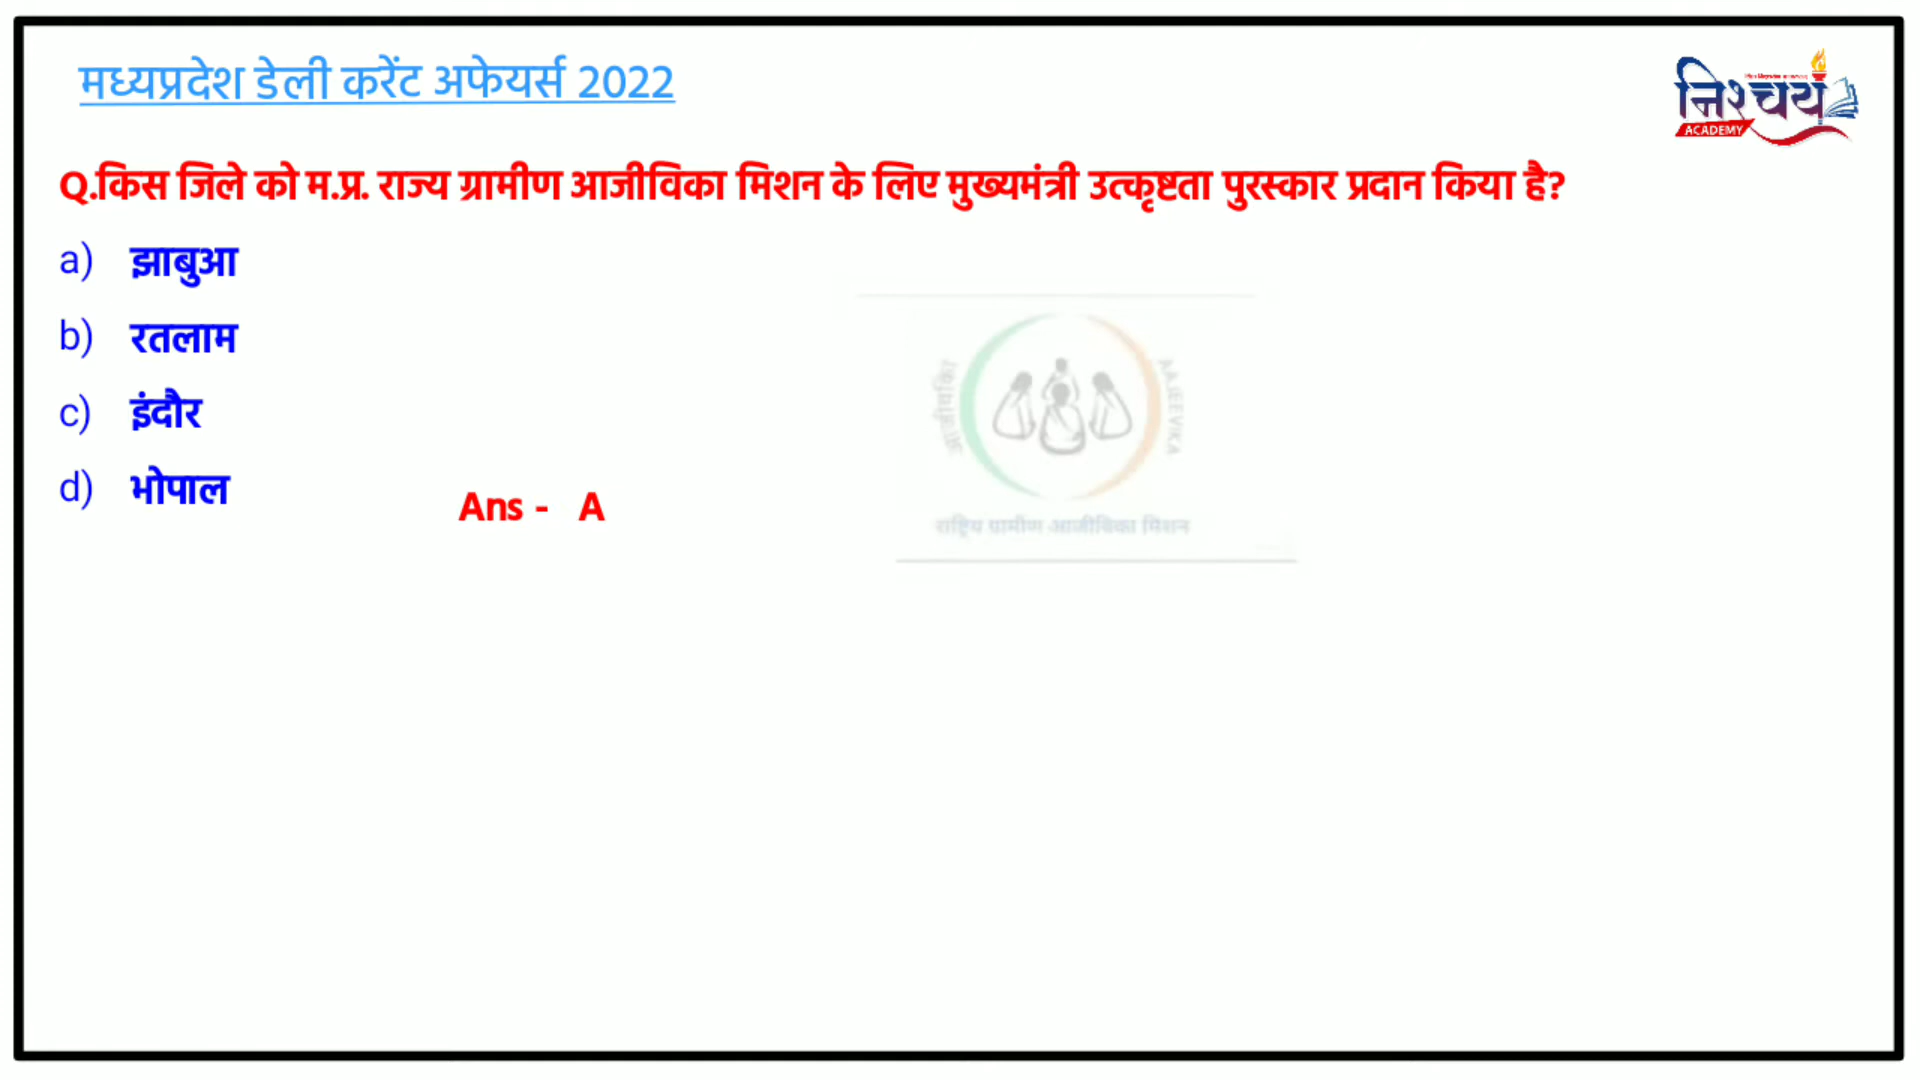 मध्यप्रदेश डेली करेंट अफेयर्स 2022
निश्चय
ACADEMY
Q.किस जिले को म.प्र. राज्य ग्रामीण आजीविका मिशन के लिए मुख्यमंत्री उत्कृष्टता पुरस्कार प्रदान किया है?
a) झाबुआ
b) रतलाम
c) इंदौर
d) भोपाल
Ans - A
आजीविका
AAJEEVIKA
राष्ट्रिय ग्रामीण आजीविका मिशन